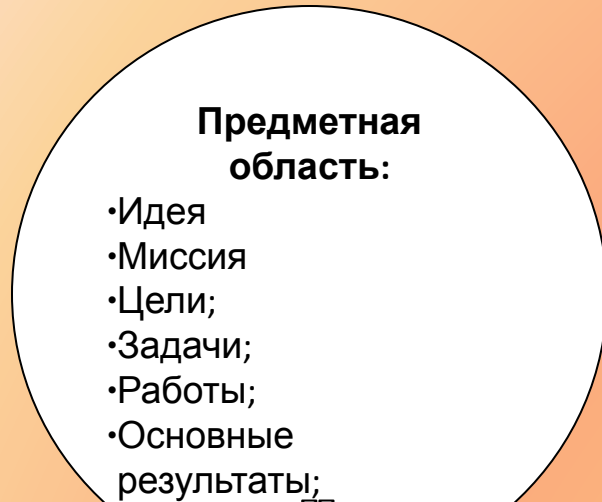 Предметная
область:
•Идея
•Миссия
•Цели;
•Задачи;
•Работы;
•Основные
результаты;